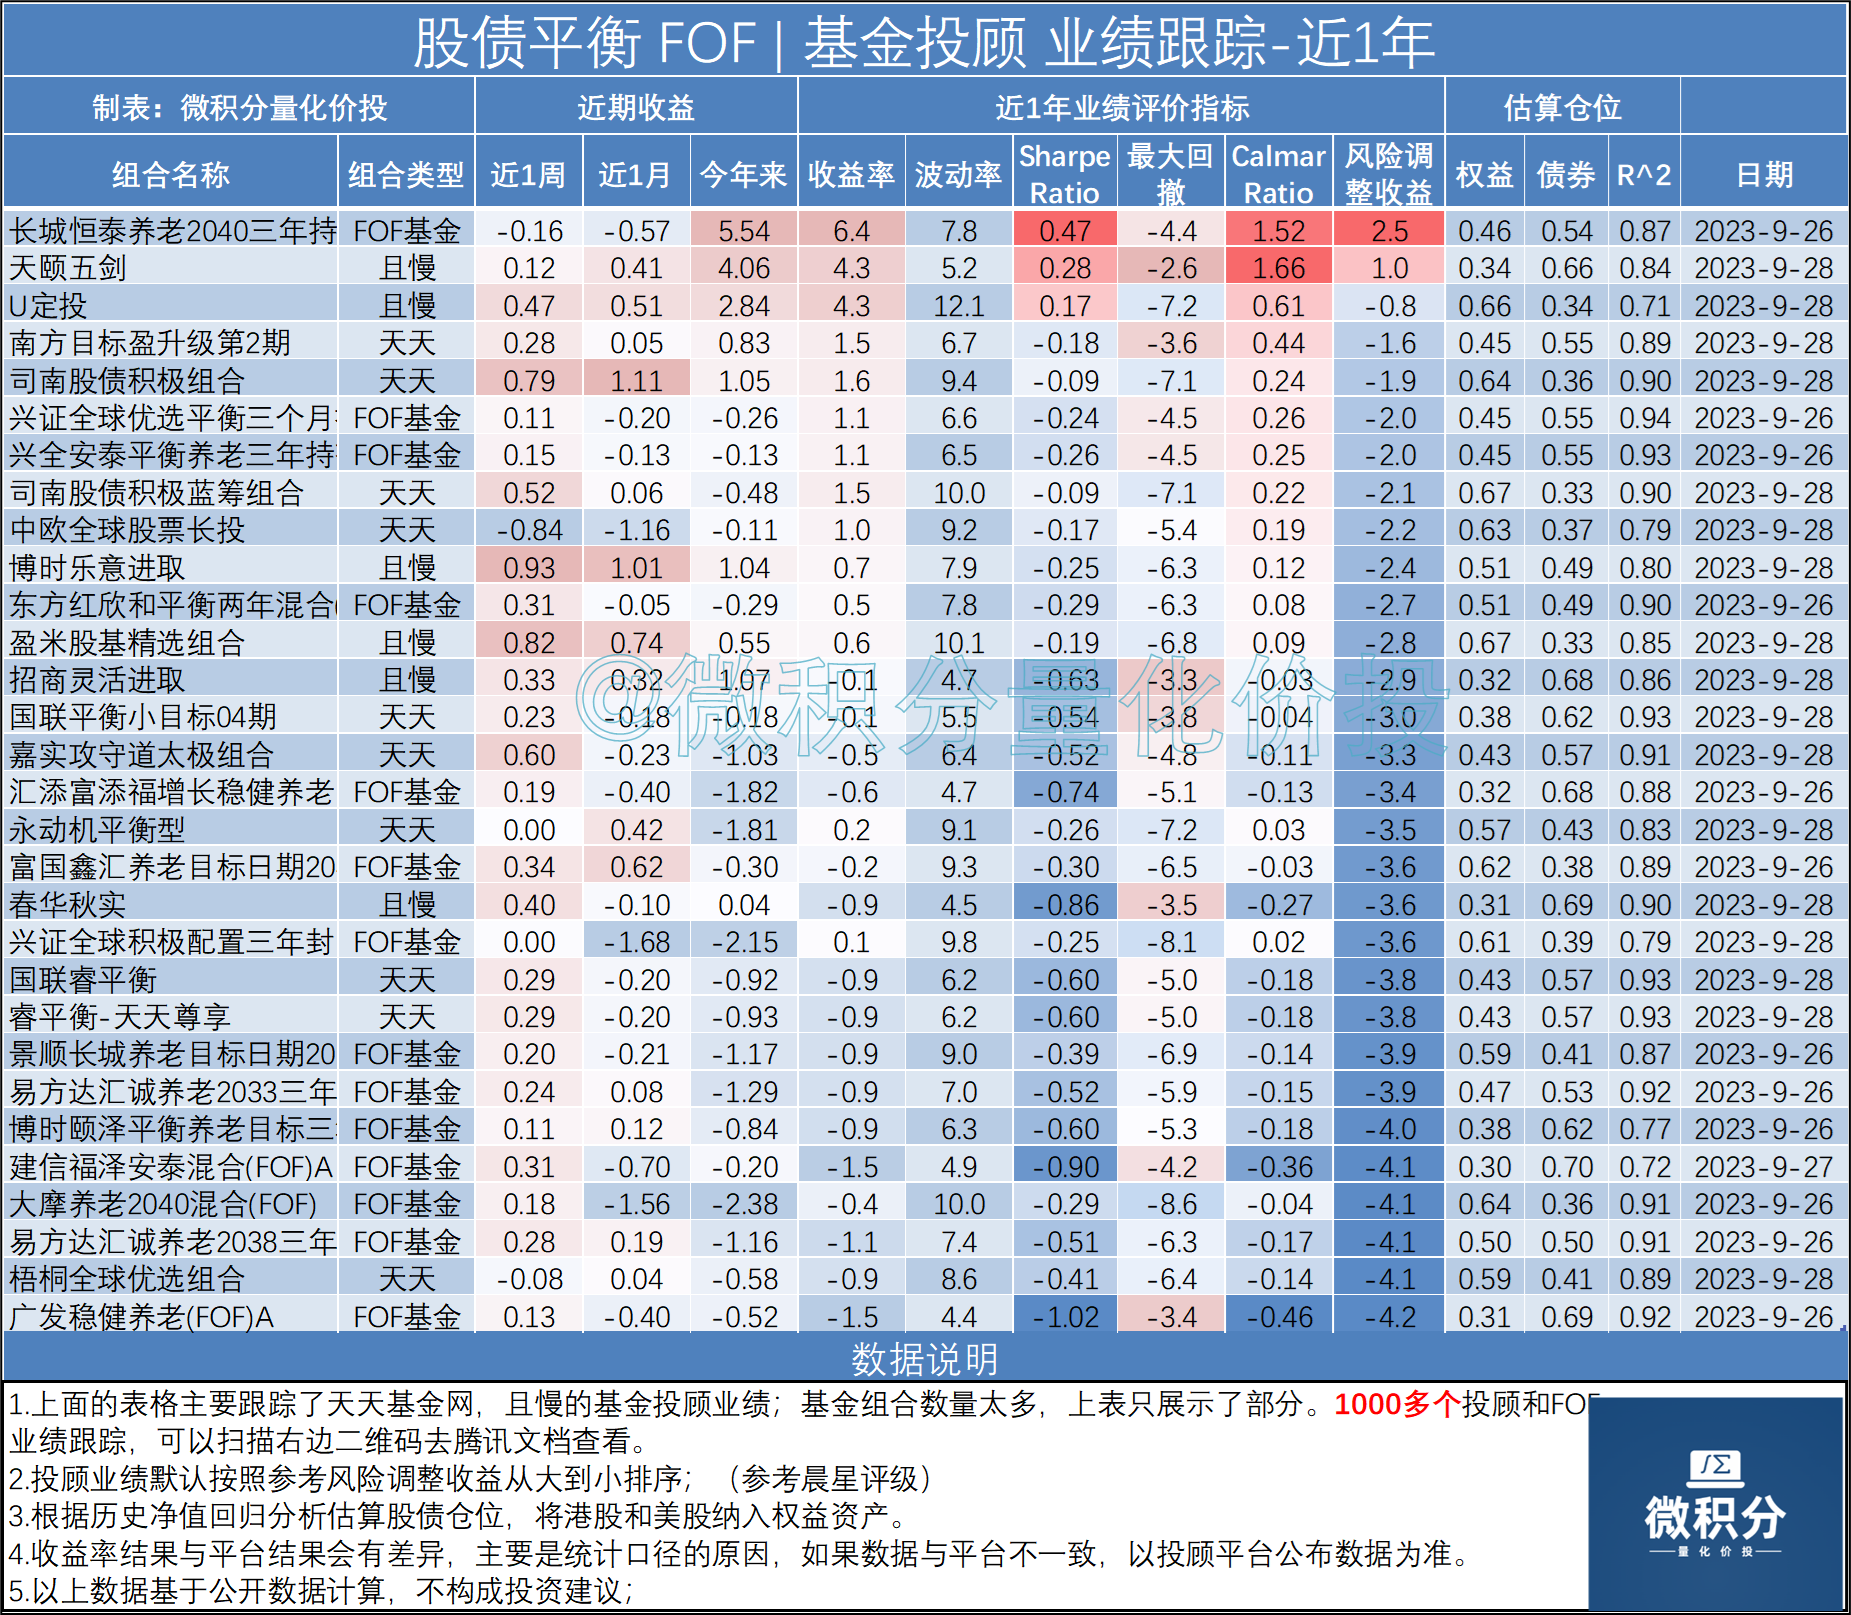 股债平衡 FOF | 基金投顾 业绩跟踪-近1年
制表：微积分量化价投 近期收益 近1年业绩评价指标 估算仓位
组合名称 组合类型 近1周 近1月 今年来 收益率 波动率 Sharpe Ratio 最大回撤 Calmar Ratio 风险调整收益 权益 债券 R^2 日期
长城恒泰养老2040三年持 FOF基金 -0.16 -0.57 5.54 6.4 7.8 0.47 -4.4 1.52 2.5 0.46 0.54 0.87 2023-9-26
天颐五剑 且慢 0.12 0.41 4.06 4.3 5.2 0.28 -2.6 1.66 1.0 0.34 0.66 0.84 2023-9-28
U定投 且慢 0.47 0.51 2.84 4.3 12.1 0.17 -7.2 0.61 -0.8 0.66 0.34 0.71 2023-9-28
南方目标盈升级第2期 天天 0.28 0.05 0.83 1.5 6.7 -0.18 -3.6 0.44 -1.6 0.45 0.55 0.89 2023-9-28
司南股债积极组合 天天 0.79 1.11 1.05 1.6 9.4 -0.09 -7.1 0.24 -1.9 0.64 0.36 0.90 2023-9-28
兴证全球优选平衡三个月 FOF基金 0.11 -0.20 -0.26 1.1 6.6 -0.24 -4.5 0.26 -2.0 0.45 0.55 0.94 2023-9-26
兴全安泰平衡养老三年持 FOF基金 0.15 -0.13 -0.13 1.1 6.5 -0.26 -4.5 0.25 -2.0 0.45 0.55 0.93 2023-9-26
司南股债积极蓝筹组合 天天 0.52 0.06 -0.48 1.5 10.0 -0.09 -7.1 0.22 -2.1 0.67 0.33 0.90 2023-9-28
中欧全球股票长投 天天 -0.84 -1.16 -0.11 1.0 9.2 -0.17 -5.4 0.19 -2.2 0.63 0.37 0.79 2023-9-28
博时乐意进取 且慢 0.93 1.01 1.04 0.7 7.9 -0.25 -6.3 0.12 -2.4 0.51 0.49 0.80 2023-9-28
东方红欣和平衡两年混合( FOF基金 0.31 -0.05 -0.29 0.5 7.8 -0.29 -6.3 0.08 -2.7 0.51 0.49 0.90 2023-9-26
盈米股基精选组合 且慢 0.82 0.74 0.55 0.6 10.1 -0.19 -6.8 0.09 -2.8 0.67 0.33 0.85 2023-9-28
招商灵活进取 且慢 0.33 0.32 1.07 -0.1 4.7 -0.63 -3.3 -0.03 -2.9 0.32 0.68 0.86 2023-9-28
国联平衡小目标04期 天天 0.23 -0.18 -0.18 -0.1 5.5 -0.54 -3.8 -0.04 -3.0 0.38 0.62 0.93 2023-9-28
@微积分量化价投
嘉实攻守道太极组合 天天 0.60 -0.23 -1.03 -0.5 6.4 -0.52 -4.8 -0.11 -3.3 0.43 0.57 0.91 2023-9-28
汇添富添福增长稳健养老 FOF基金 0.19 -0.40 -1.82 -0.6 4.7 -0.74 -5.1 -0.13 -3.4 0.32 0.68 0.88 2023-9-26
永动机平衡型 天天 0.00 0.42 -1.81 0.2 9.1 -0.26 -7.2 0.03 -3.5 0.57 0.43 0.83 2023-9-28
富国鑫汇养老目标日期20 FOF基金 0.34 0.62 -0.30 -0.2 9.3 -0.30 -6.5 -0.03 -3.6 0.62 0.38 0.89 2023-9-26
春华秋实 且慢 0.40 -0.10 0.04 -0.9 4.5 -0.86 -3.5 -0.27 -3.6 0.31 0.69 0.90 2023-9-28
兴证全球积极配置三年封 FOF基金 0.00 -1.68 -2.15 0.1 9.8 -0.25 -8.1 0.02 -3.6 0.61 0.39 0.79 2023-9-28
国联睿平衡 天天 0.29 -0.20 -0.92 -0.9 6.2 -0.60 -5.0 -0.18 -3.8 0.43 0.57 0.93 2023-9-28
睿平衡-天天尊享 天天 0.29 -0.20 -0.93 -0.9 6.2 -0.60 -5.0 -0.18 -3.8 0.43 0.57 0.93 2023-9-28
景顺长城养老目标日期20 FOF基金 0.20 -0.21 -1.17 -0.9 9.0 -0.39 -6.9 -0.14 -3.9 0.59 0.41 0.87 2023-9-26
易方达汇诚养老2033三年 FOF基金 0.24 0.08 -1.29 -0.9 7.0 -0.52 -5.9 -0.15 -3.9 0.47 0.53 0.92 2023-9-26
博时颐泽平衡养老目标三 FOF基金 0.11 0.12 -0.84 -0.9 6.3 -0.60 -5.3 -0.18 -4.0 0.38 0.62 0.77 2023-9-26
建信福泽安泰混合(FOF)A FOF基金 0.31 -0.70 -0.20 -1.5 4.9 -0.90 -4.2 -0.36 -4.1 0.30 0.70 0.72 2023-9-27
大摩养老2040混合(FOF) FOF基金 0.18 -1.56 -2.38 -0.4 10.0 -0.29 -8.6 -0.04 -4.1 0.64 0.36 0.91 2023-9-26
易方达汇诚养老2038三年 FOF基金 0.28 0.19 -1.16 -1.1 7.4 -0.51 -6.3 -0.17 -4.1 0.50 0.50 0.91 2023-9-26
梧桐全球优选组合 天天 -0.08 0.04 -0.58 -0.9 8.6 -0.41 -6.4 -0.14 -4.1 0.59 0.41 0.89 2023-9-28
广发稳健养老(FOF)A FOF基金 0.13 -0.40 -0.52 -1.5 4.4 -1.02 -3.4 -0.46 -4.2 0.31 0.69 0.92 2023-9-26
数据说明
1.上面的表格主要跟踪了天天基金网，且慢的基金投顾业绩；基金组合数量太多，上表只展示了部分。1000多个投顾和FOF
业绩跟踪，可以扫描右边二维码去腾讯文档查看。
2.投顾业绩默认按照参考风险调整收益从大到小排序；（参考晨星评级）
3.根据历史净值回归分析估算股债仓位，将港股和美股纳入权益资产。
4.收益率结果与平台结果会有差异，主要是统计口径的原因，如果数据与平台不一致，以投顾平台公布数据为准。
5.以上数据基于公开数据计算，不构成投资建议；
∫Σ
微积分
量化价投